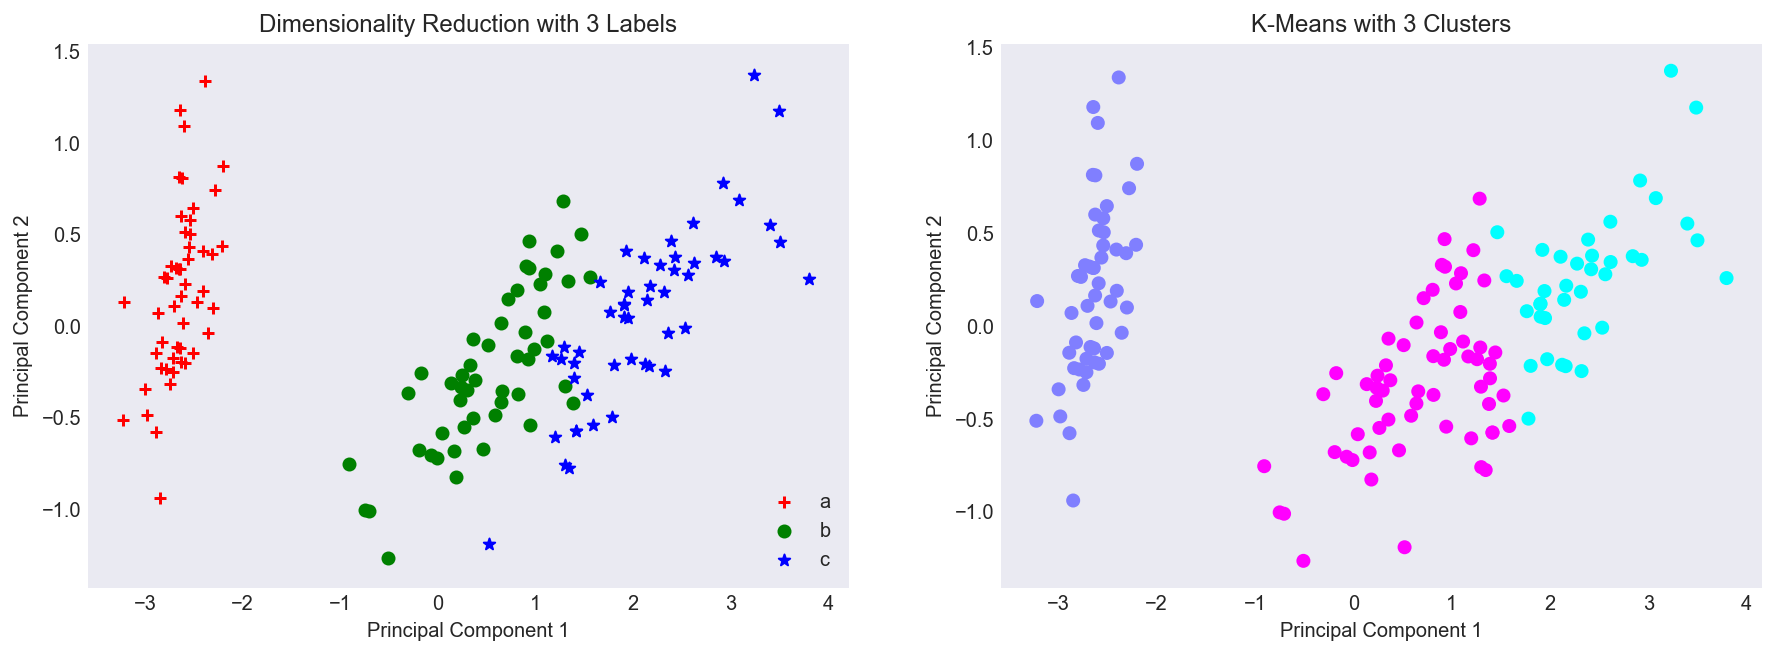 Dimensionality Reduction with 3 Labels
1.5
1.0
0.5
0.0
−0.5
−1.0
Principal Component 2
a
b
c
−3 −2 −1 0 1 2 3 4
Principal Component 1
K-Means with 3 Clusters
1.5
1.0
0.5
0.0
−0.5
−1.0
Principal Component 2
−3 −2 −1 0 1 2 3 4
Principal Component 1